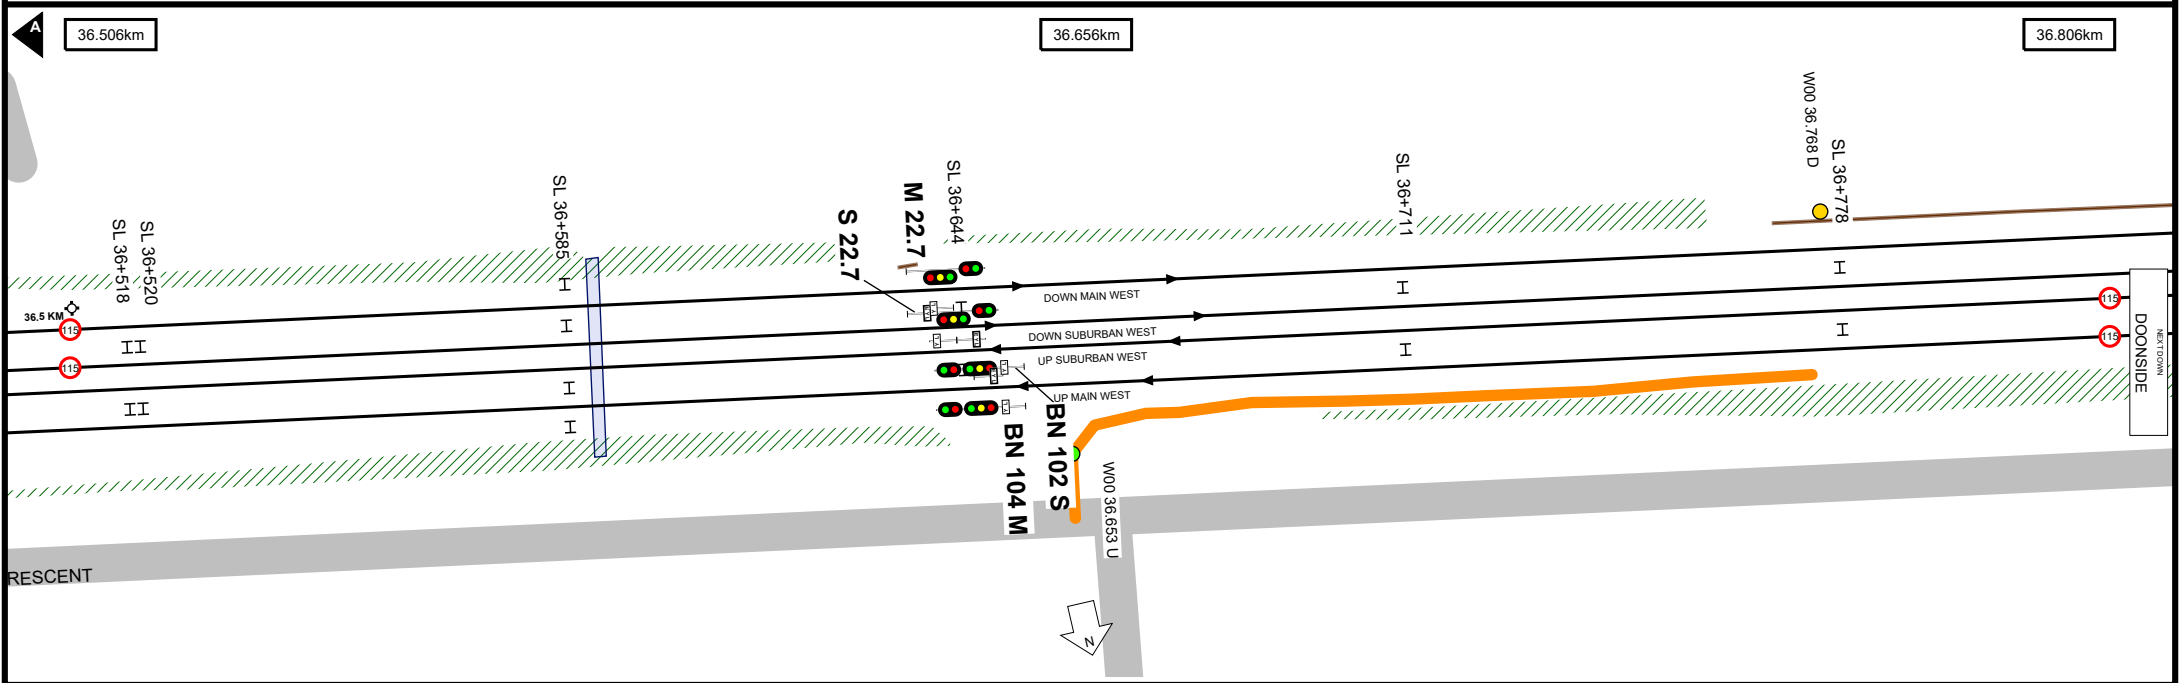 A
36.506km
36.656km
36.806km
W00 36.768 D
SL 36+778
SL 36+711
SL 36+644
M 22.7
S 22.7
SL 36+585
SL 36+520
SL 36+518
36.5 KM
115
115
115
115
DOWN MAIN WEST
DOWN SUBURBAN WEST
UP SUBURBAN WEST
UP MAIN WEST
NEXT DOWN
DOONSIDE
BN 102 S
BN 104 M
W00 36.653 U
RESCENT
N